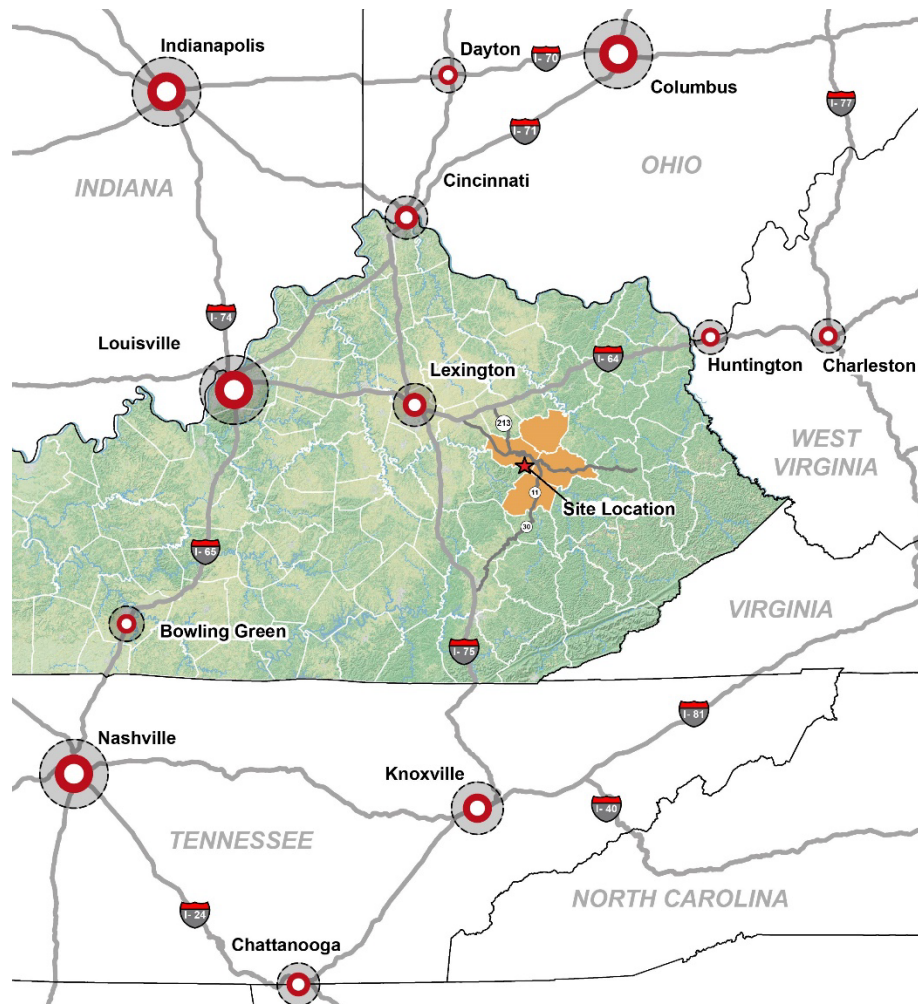 Indianapolis
Dayton
I- 70
Columbus
I- 77
I- 71
OHIO
INDIANA
Cincinnati
I- 74
Louisville
Lexington
I- 64
Huntington
Charleston
213
WEST
VIRGINIA
Site Location
11
30
I- 65
VIRGINIA
Bowling Green
I- 75
I- 81
Nashville
Knoxville
I- 40
TENNESSEE
NORTH CAROLINA
I- 24
Chattanooga